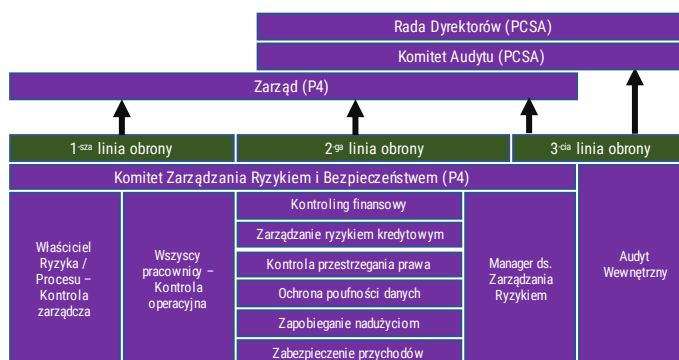 Rada Dyrektorów (PCSA)
Komitet Audytu (PCSA)
Zarząd (P4)
1-sza linia obrony
2-ga linia obrony
3-cia linia obrony
Komitet Zarządzania Ryzykiem i Bezpieczeństwem (P4)
Właściciel
Ryzyka /
Procesu –
Kontrola
zarządcza
Wszyscy
pracownicy –
Kontrola
operacyjna
Kontroling finansowy
Zarządzanie ryzykiem kredytowym
Kontrola przestrzegania prawa
Ochrona poufności danych
Zapobieganie nadużyciom
Zabezpieczenie przychodów
Manager ds.
Zarządzania
Ryzykiem
Audyt
Wewnętrzny